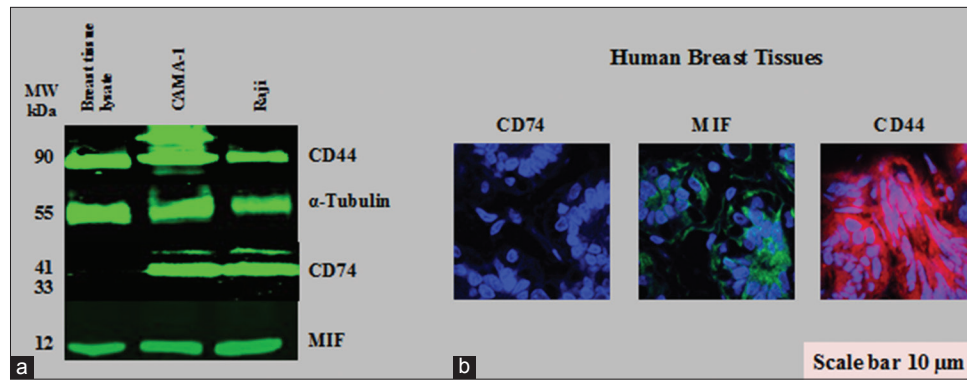 MW
kDa
Breast tissue
lysate
CAMA-1
Raji
90
CD44
55
α-Tubulin
41
CD74
33
12
MIF
a
Human Breast Tissues
CD74
MIF
CD44
b
Scale bar 10 μm